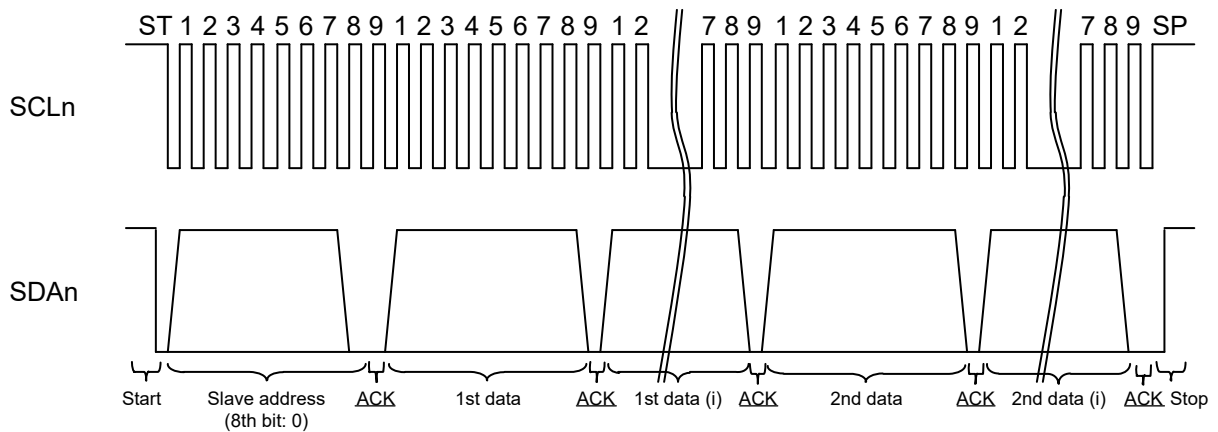 ST 1 2 3 4 5 6 7 8 9 1 2 3 4 5 6 7 8 9 1 2 7 8 9 1 2 3 4 5 6 7 8 9 1 2 7 8 9 SP
SCLn
SDAn
Start Slave address ACK 1st data ACK 1st data (i) ACK 2nd data ACK 2nd data (i) ACK Stop
(8th bit: 0)